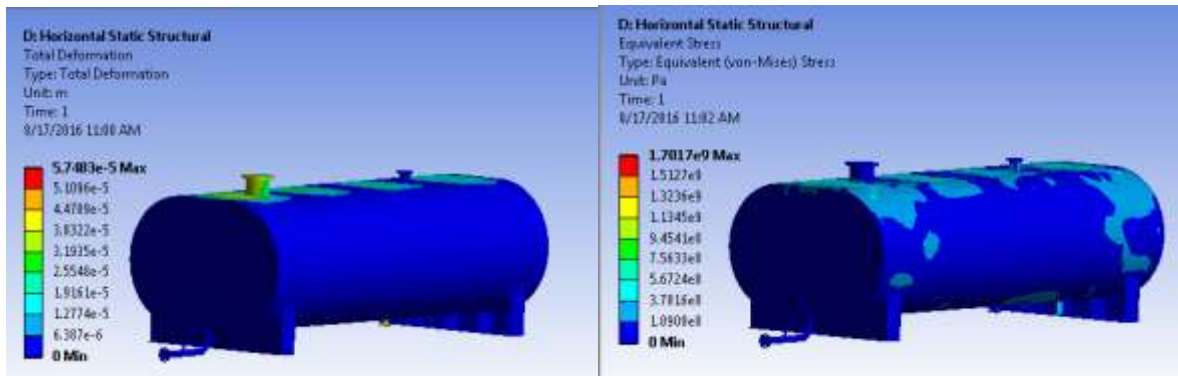 D: Horizontal Static Structural
Total Deformation
Type: Total Deformation
Unit: m
Time: 1
8/17/2016 11:00 AM
5.7483e-5 Max
5.1096e-5
4.4709e-5
3.8322e-5
3.1935e-5
2.5548e-5
1.9161e-5
1.2774e-5
6.387e-6
0 Min
D: Horizontal Static Structural
Equivalent Stress
Type: Equivalent (von-Mises) Stress
Unit: Pa
Time: 1
8/17/2016 11:02 AM
1.7017e9 Max
1.5127e9
1.3236e9
1.1345e9
9.4541e8
7.5633e8
5.6724e8
3.7816e8
1.8908e8
0 Min